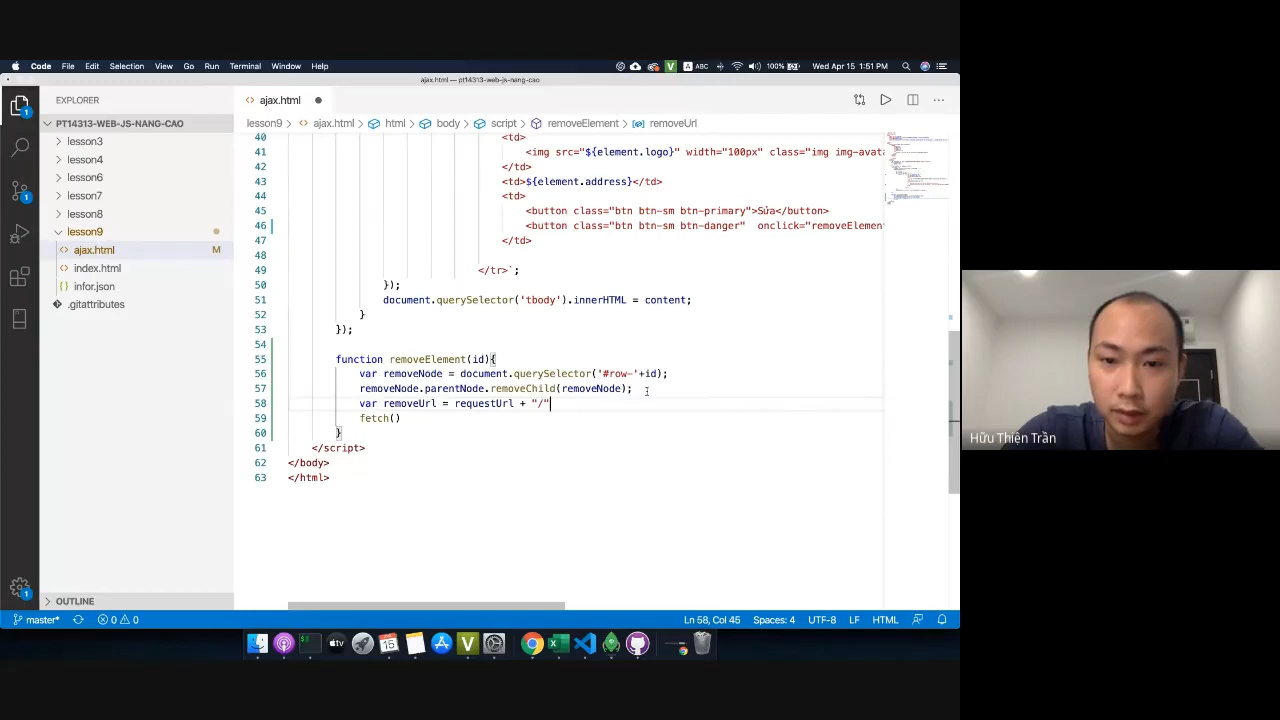 Code File Edit Selection View Go Run Terminal Window Help V A ABC 100% Wed Apr 15 1:51 PM
ajax.html — pt14313-web-js-nang-cao
EXPLORER
ajax.html
PT14313-WEB-JS-NANG-CAO
lesson9 > ajax.html > html > body > script > removeElement > removeUrl
lesson3
lesson4
lesson6
lesson7
lesson8
lesson9
ajax.html M
index.html
infor.json
.gitattributes
40 <td>
41 <img src="${element.logo}" width="100px" class="img img-avata
42 </td>
43 <td>${element.address}</td>
44 <td>
45 <button class="btn btn-sm btn-primary">Sửa</button>
46 <button class="btn btn-sm btn-danger" onclick="removeElement
47 </td>
48
49 </tr>`;
50 });
51 document.querySelector('tbody').innerHTML = content;
52 }
53 });
54
55 function removeElement(id){
56 var removeNode = document.querySelector('#row-'+id);
57 removeNode.parentNode.removeChild(removeNode);
58 var removeUrl = requestUrl + "/"
59 fetch()
60 }
61 </script>
62 </body>
63 </html>
OUTLINE
master* 0 0 Ln 58, Col 45 Spaces: 4 UTF-8 LF HTML
Hữu Thiện Trần